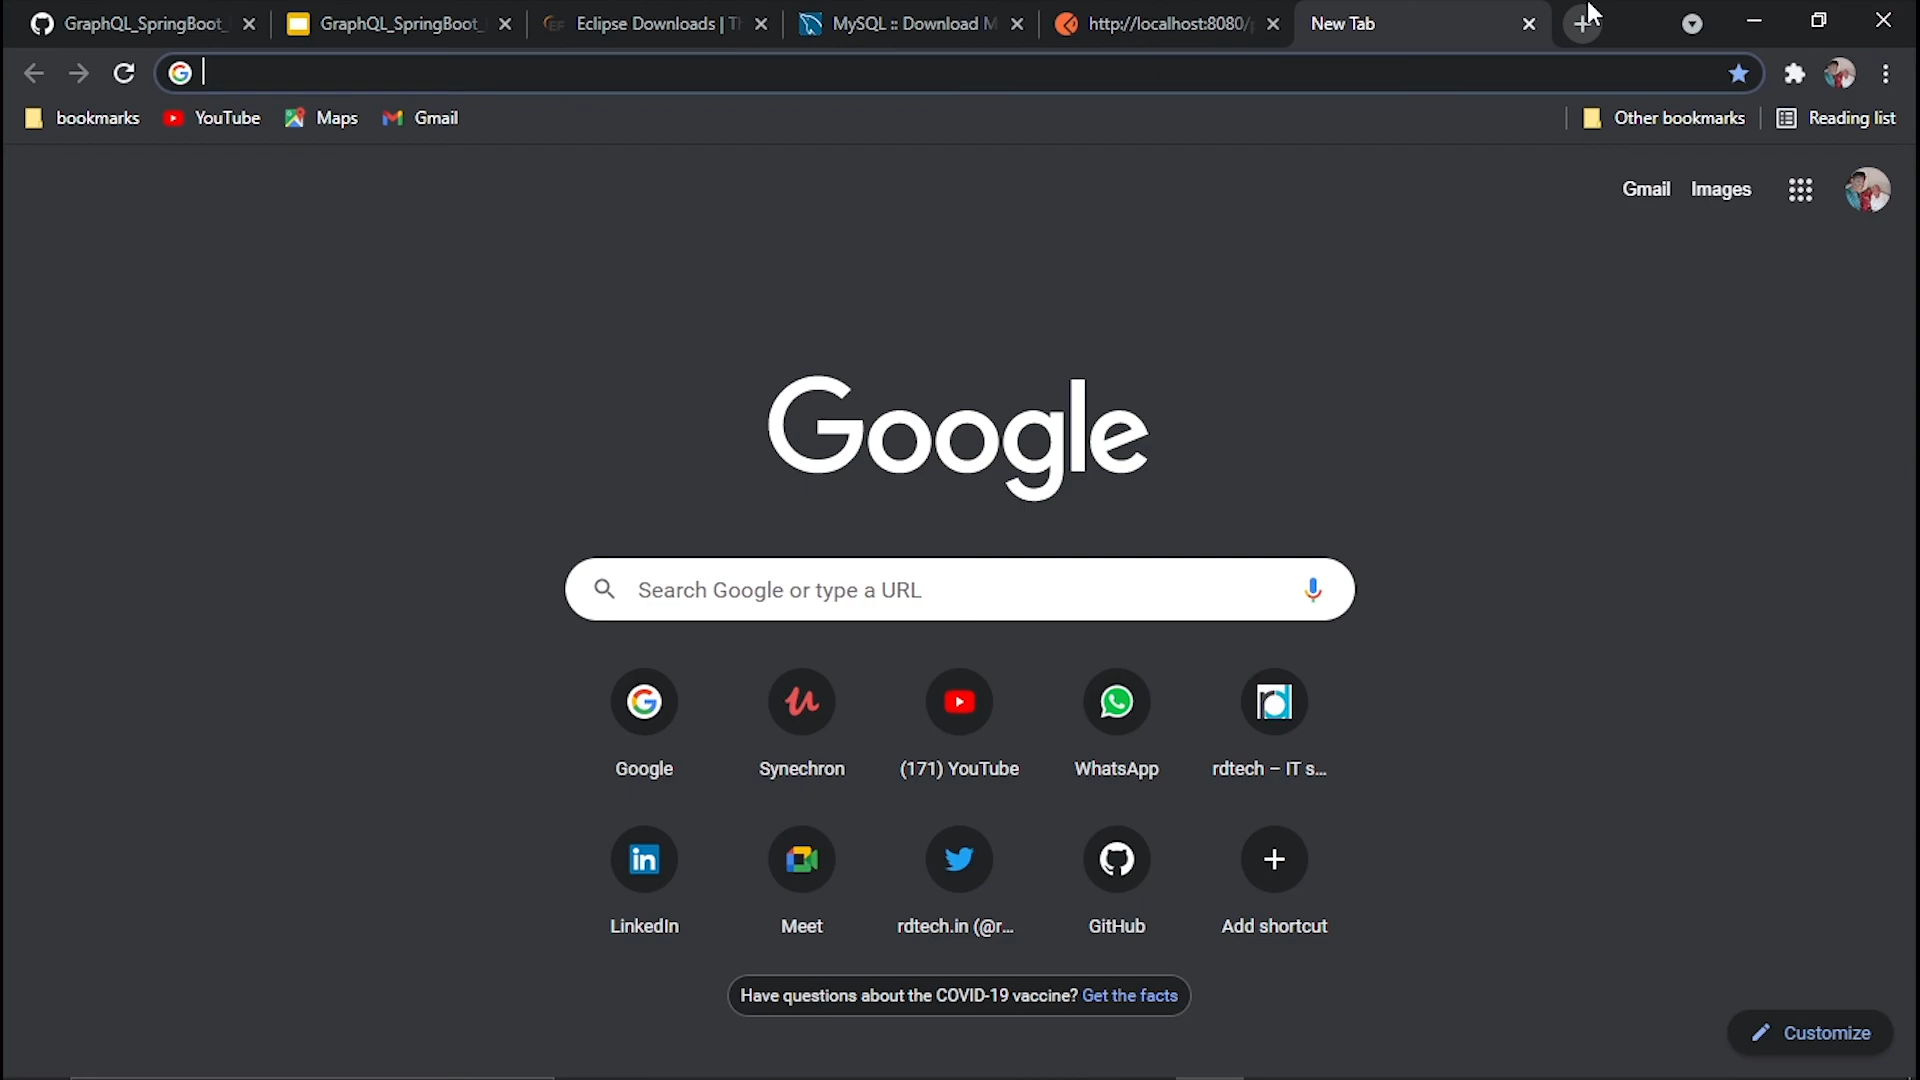 GraphQL_SpringBoot_
GraphQL_SpringBoot_
Eclipse Downloads | T
MySQL :: Download M
http://localhost:8080/
New Tab
bookmarks
YouTube
Maps
Gmail
Other bookmarks
Reading list
Gmail
Images
Google
Search Google or type a URL
Google
Synechron
(171) YouTube
WhatsApp
rdtech – IT s...
LinkedIn
Meet
rdtech.in (@r...
GitHub
Add shortcut
Have questions about the COVID-19 vaccine? Get the facts
Customize